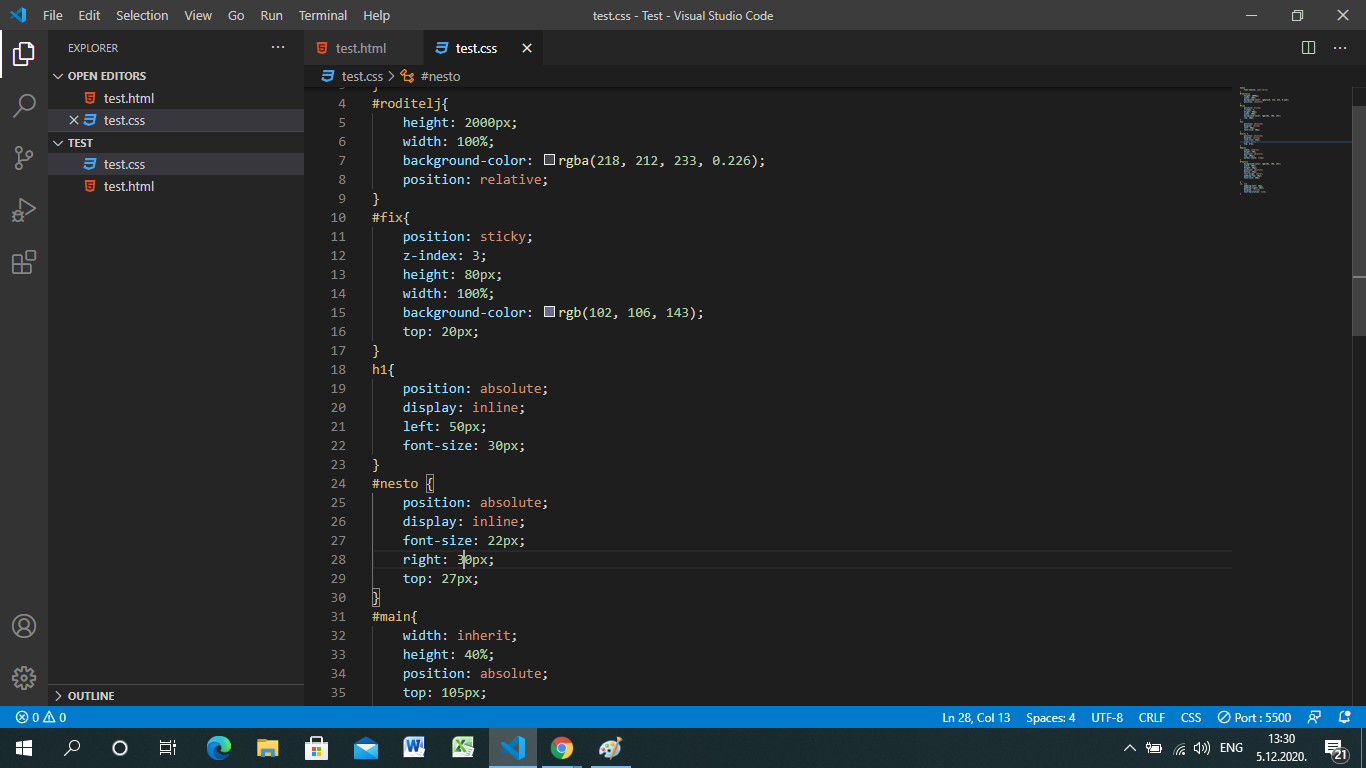 File Edit Selection View Go Run Terminal Help test.css - Test - Visual Studio Code
EXPLORER
OPEN EDITORS
test.html
test.css
TEST
test.css
test.html
OUTLINE
test.html test.css
test.css > #nesto
4 #roditelj{
5 height: 2000px;
6 width: 100%;
7 background-color: rgba(218, 212, 233, 0.226);
8 position: relative;
9 }
10 #fix{
11 position: sticky;
12 z-index: 3;
13 height: 80px;
14 width: 100%;
15 background-color: rgb(102, 106, 143);
16 top: 20px;
17 }
18 h1{
19 position: absolute;
20 display: inline;
21 left: 50px;
22 font-size: 30px;
23 }
24 #nesto {
25 position: absolute;
26 display: inline;
27 font-size: 22px;
28 right: 30px;
29 top: 27px;
30 }
31 #main{
32 width: inherit;
33 height: 40%;
34 position: absolute;
35 top: 105px;
0 0 Ln 28, Col 13 Spaces: 4 UTF-8 CRLF CSS Port : 5500
ENG
13:30
5.12.2020.
21